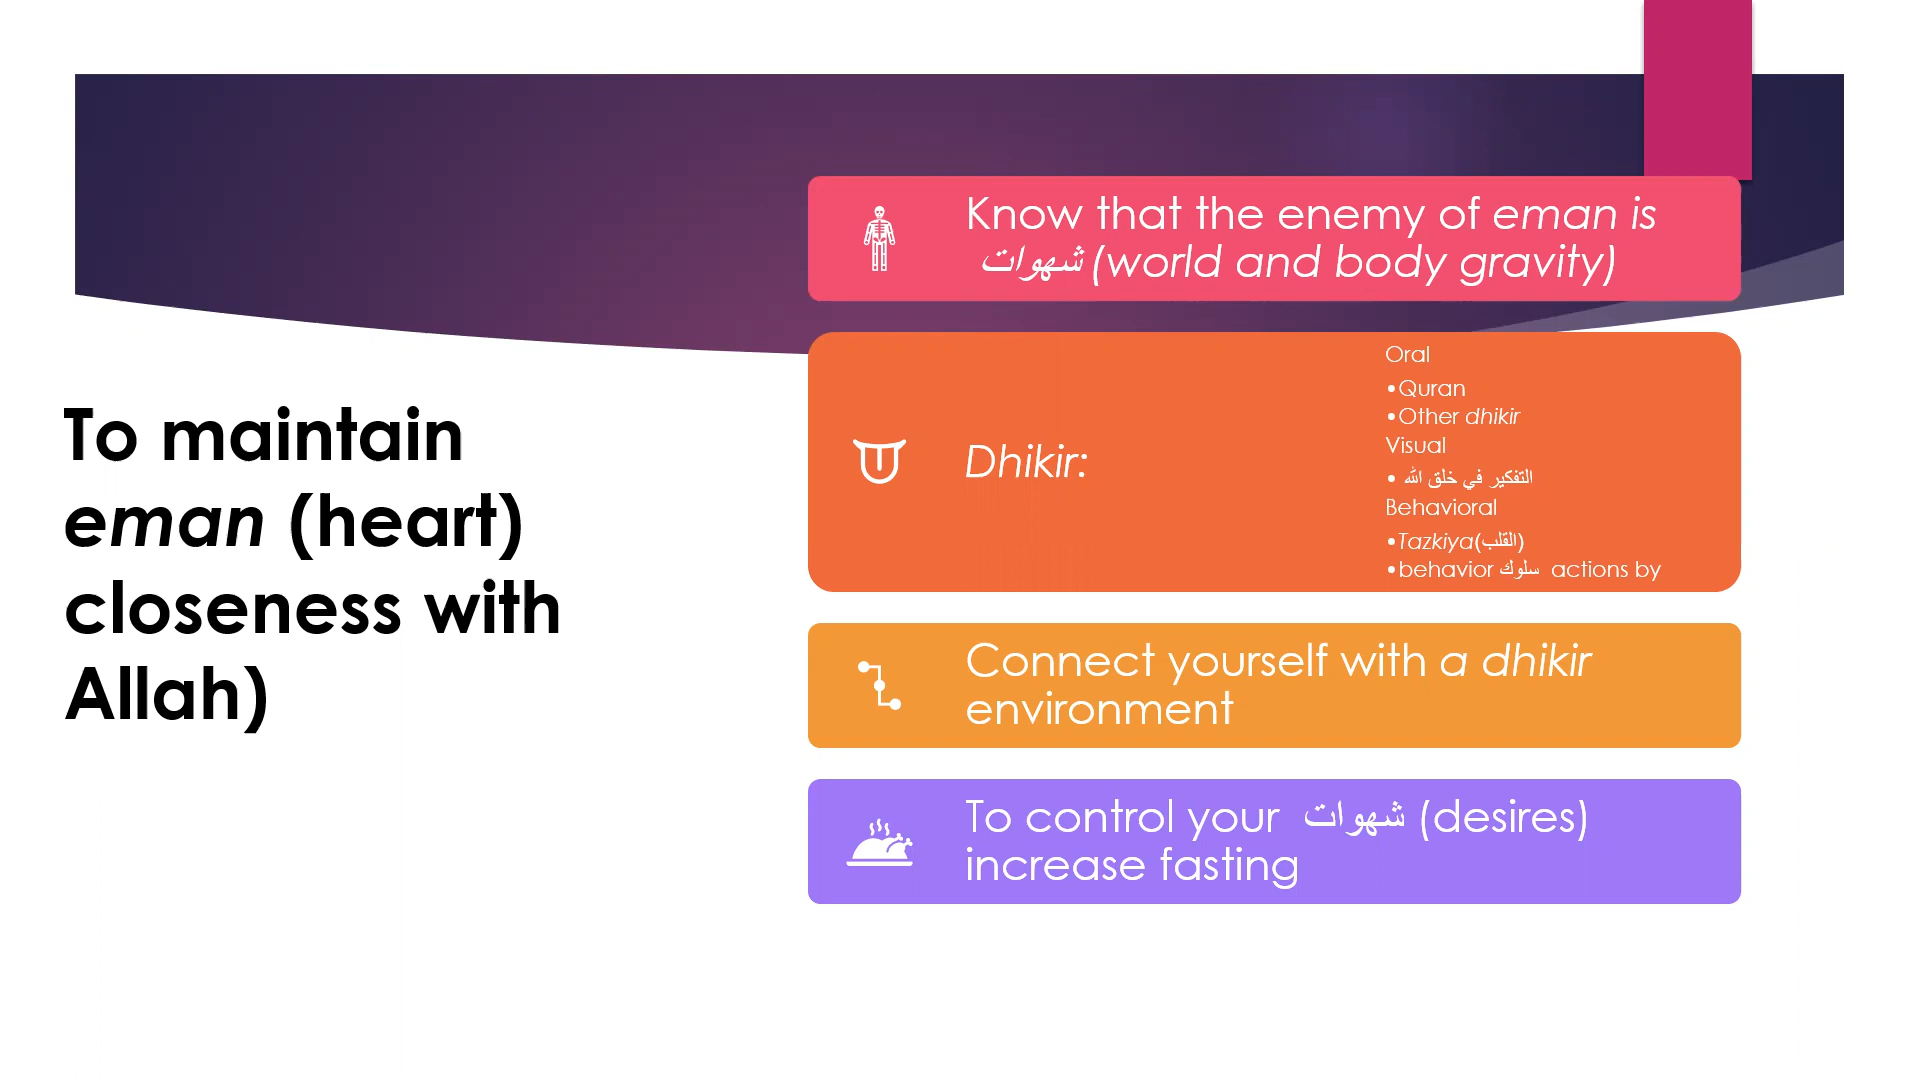 To maintain
eman (heart)
closeness with
Allah)
Know that the enemy of eman is
شهوات (world and body gravity)
Dhikir:
Oral
•Quran
•Other dhikir
Visual
• التفكير في خلق الله
Behavioral
•Tazkiya(القلب)
•behavior سلوك actions by
Connect yourself with a dhikir
environment
To control your شهوات (desires)
increase fasting